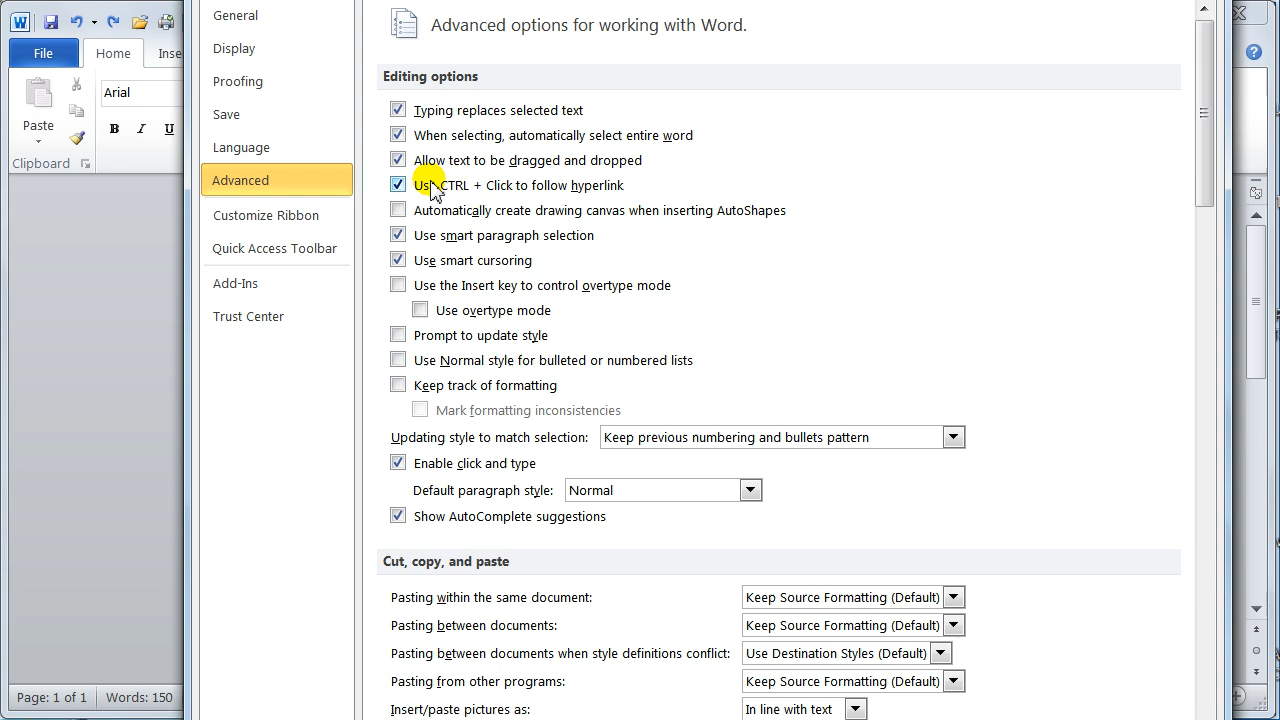 File
Home
Inse
Arial
Paste
B I U
Clipboard
Page: 1 of 1
Words: 150
General
Display
Proofing
Save
Language
Advanced
Customize Ribbon
Quick Access Toolbar
Add-Ins
Trust Center
Advanced options for working with Word.
Editing options
Typing replaces selected text
When selecting, automatically select entire word
Allow text to be dragged and dropped
Use CTRL + Click to follow hyperlink
Automatically create drawing canvas when inserting AutoShapes
Use smart paragraph selection
Use smart cursoring
Use the Insert key to control overtype mode
Use overtype mode
Prompt to update style
Use Normal style for bulleted or numbered lists
Keep track of formatting
Mark formatting inconsistencies
Updating style to match selection: Keep previous numbering and bullets pattern
Enable click and type
Default paragraph style: Normal
Show AutoComplete suggestions
Cut, copy, and paste
Pasting within the same document: Keep Source Formatting (Default)
Pasting between documents: Keep Source Formatting (Default)
Pasting between documents when style definitions conflict: Use Destination Styles (Default)
Pasting from other programs: Keep Source Formatting (Default)
Insert/paste pictures as: In line with text